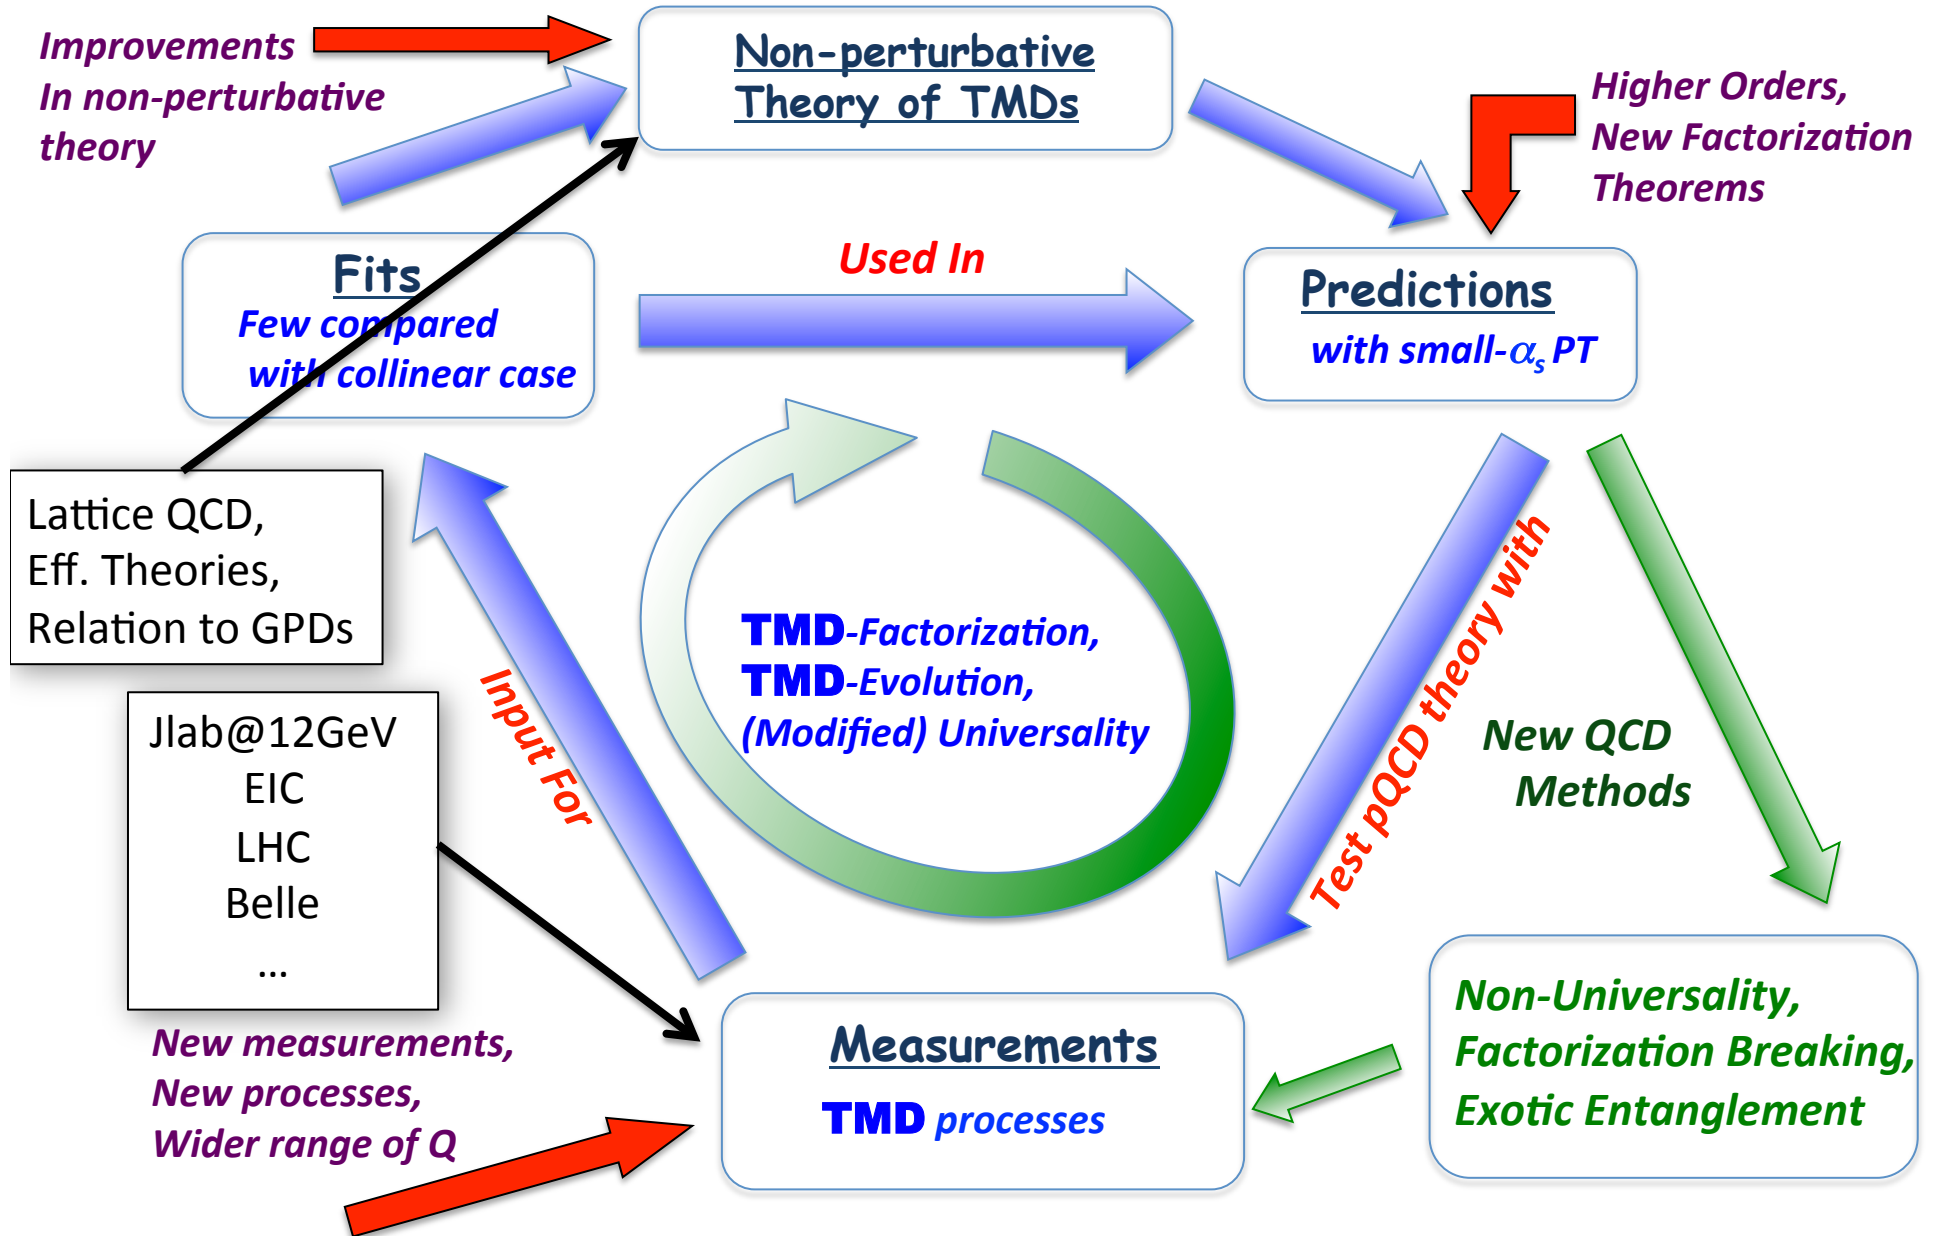 Improvements
In non-perturbative
theory
Non-perturbative
Theory of TMDs
Higher Orders,
New Factorization
Theorems
Fits
Few compared
with collinear case
Used In
Predictions
with small-αs PT
Lattice QCD,
Eff. Theories,
Relation to GPDs
Jlab@12GeV
EIC
LHC
Belle
...
Input For
TMD-Factorization,
TMD-Evolution,
(Modified) Universality
Test pQCD theory with
New QCD
Methods
New measurements,
New processes,
Wider range of Q
Measurements
TMD processes
Non-Universality,
Factorization Breaking,
Exotic Entanglement